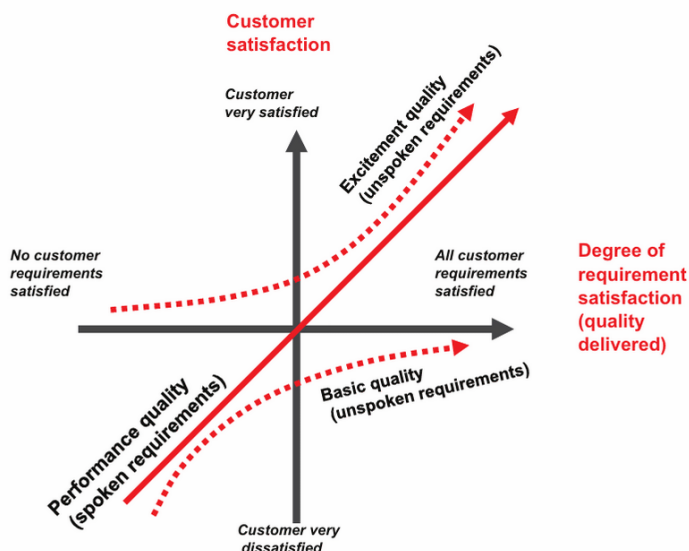 Customer
satisfaction
Customer
very satisfied
Excitement quality
(unspoken requirements)
No customer
requirements
satisfied
All customer
requirements
satisfied
Degree of
requirement
satisfaction
(quality
delivered)
Basic quality
(unspoken requirements)
Performance quality
(spoken requirements)
Customer very
dissatisfied